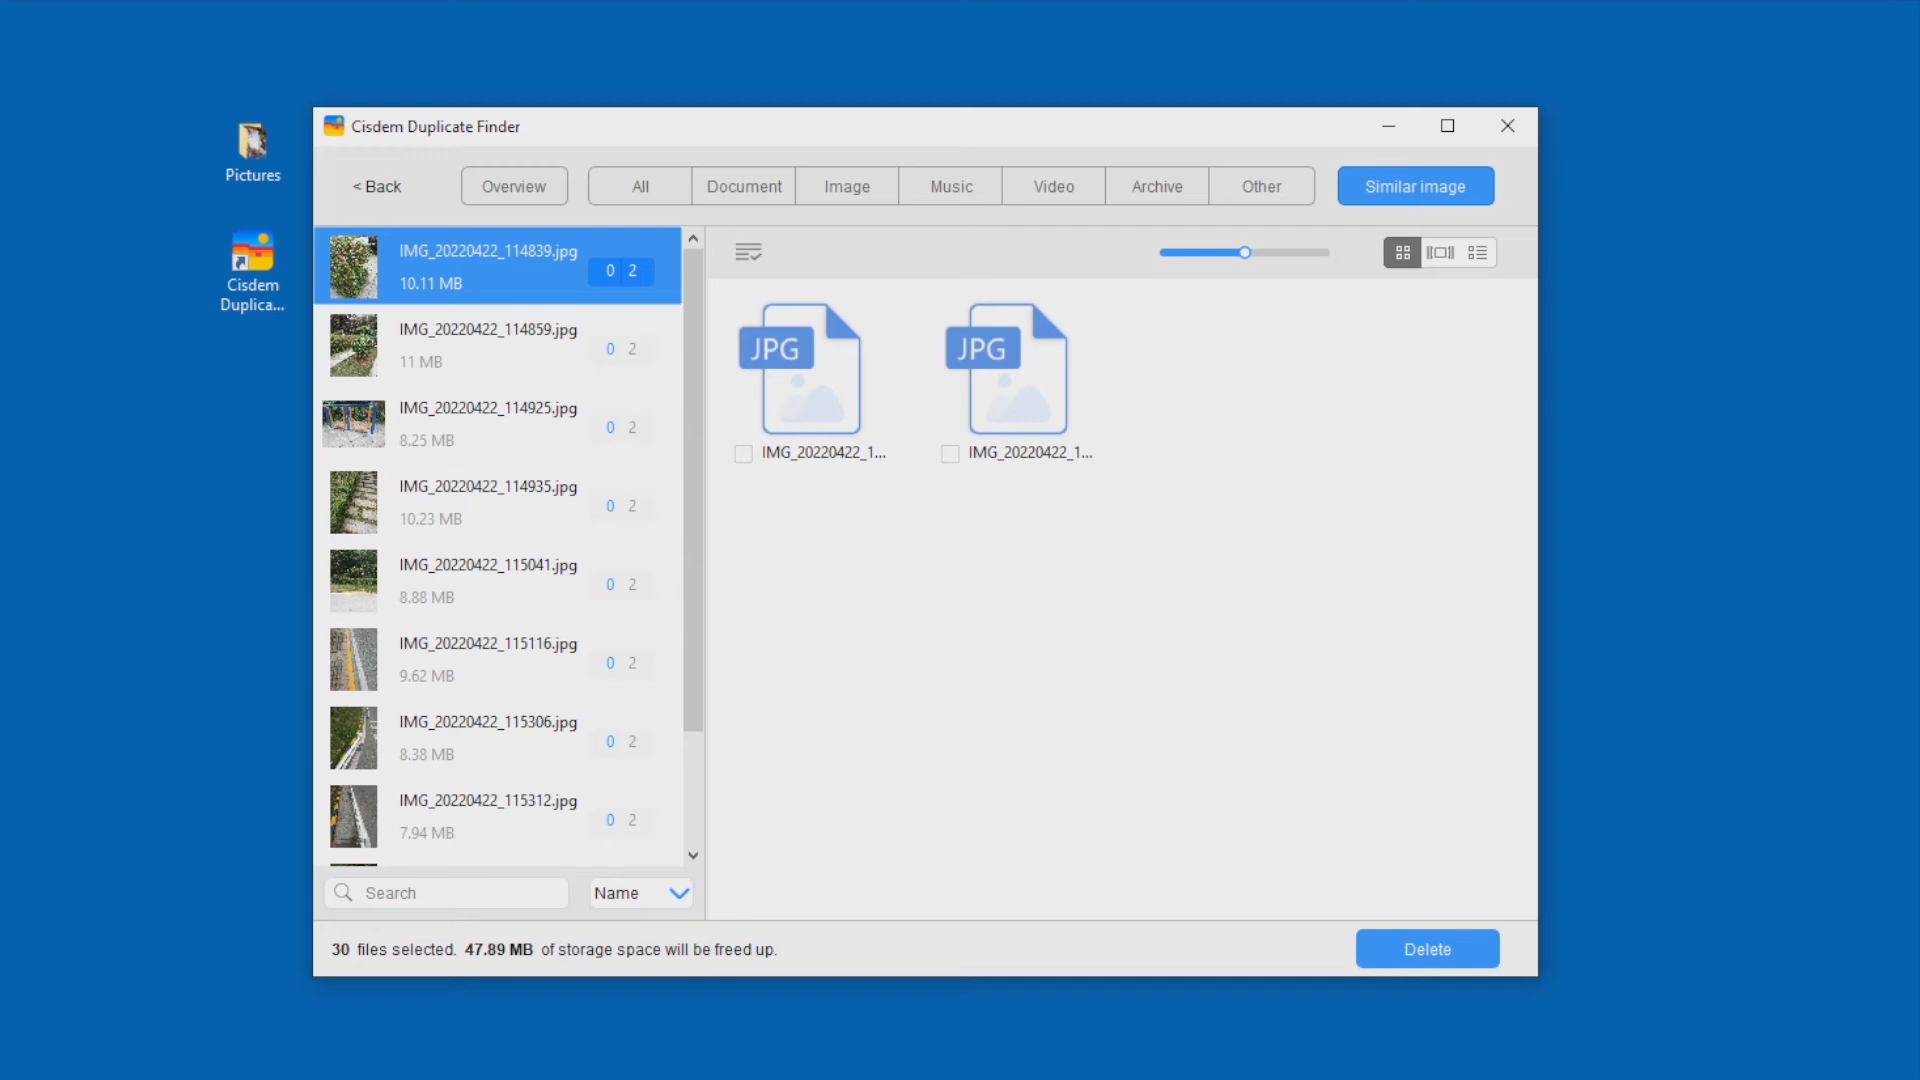 Pictures
Cisdem
Duplica...
Cisdem Duplicate Finder
< Back
Overview
All
Document
Image
Music
Video
Archive
Other
Similar image
IMG_20220422_114839.jpg
10.11 MB
0 2
IMG_20220422_114859.jpg
11 MB
0 2
IMG_20220422_114925.jpg
8.25 MB
0 2
IMG_20220422_114935.jpg
10.23 MB
0 2
IMG_20220422_115041.jpg
8.88 MB
0 2
IMG_20220422_115116.jpg
9.62 MB
0 2
IMG_20220422_115306.jpg
8.38 MB
0 2
IMG_20220422_115312.jpg
7.94 MB
0 2
Search
Name
JPG
IMG_20220422_1...
JPG
IMG_20220422_1...
30 files selected. 47.89 MB of storage space will be freed up.
Delete